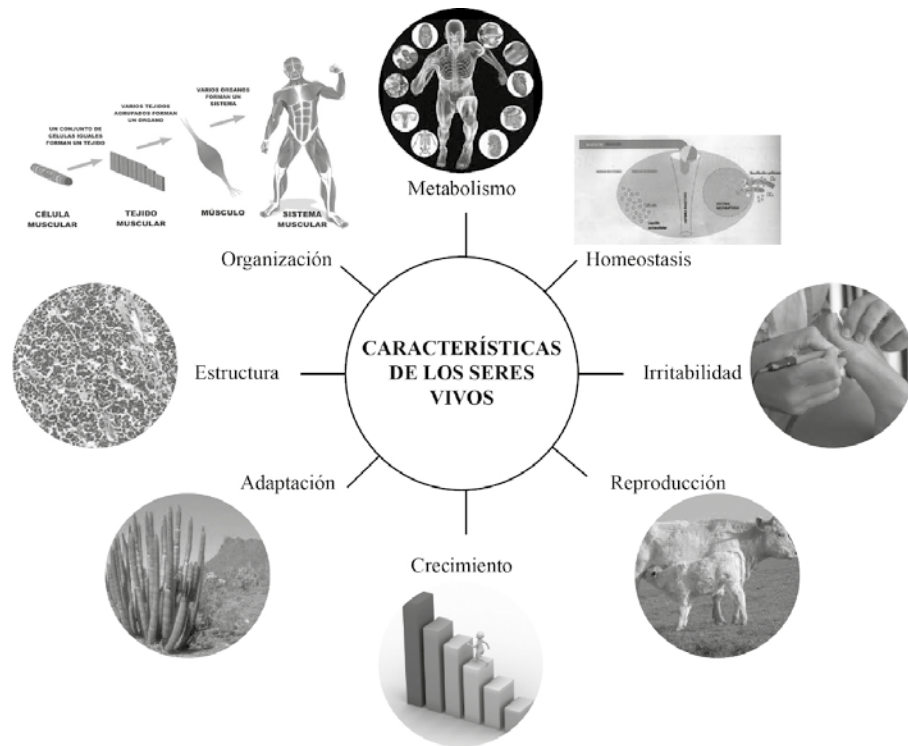 VARIOS ÓRGANOS
FORMAN UN
SISTEMA
VARIOS TEJIDOS
AGRUPADOS FORMAN
UN ÓRGANO
UN CONJUNTO DE
CÉLULAS IGUALES
FORMAN UN TEJIDO
CÉLULA
MUSCULAR
TEJIDO
MUSCULAR
MÚSCULO
SISTEMA
MUSCULAR
Metabolismo
Organización
Homeostasis
Estructura
CARACTERÍSTICAS
DE LOS SERES
VIVOS
Irritabilidad
Adaptación
Reproducción
Crecimiento